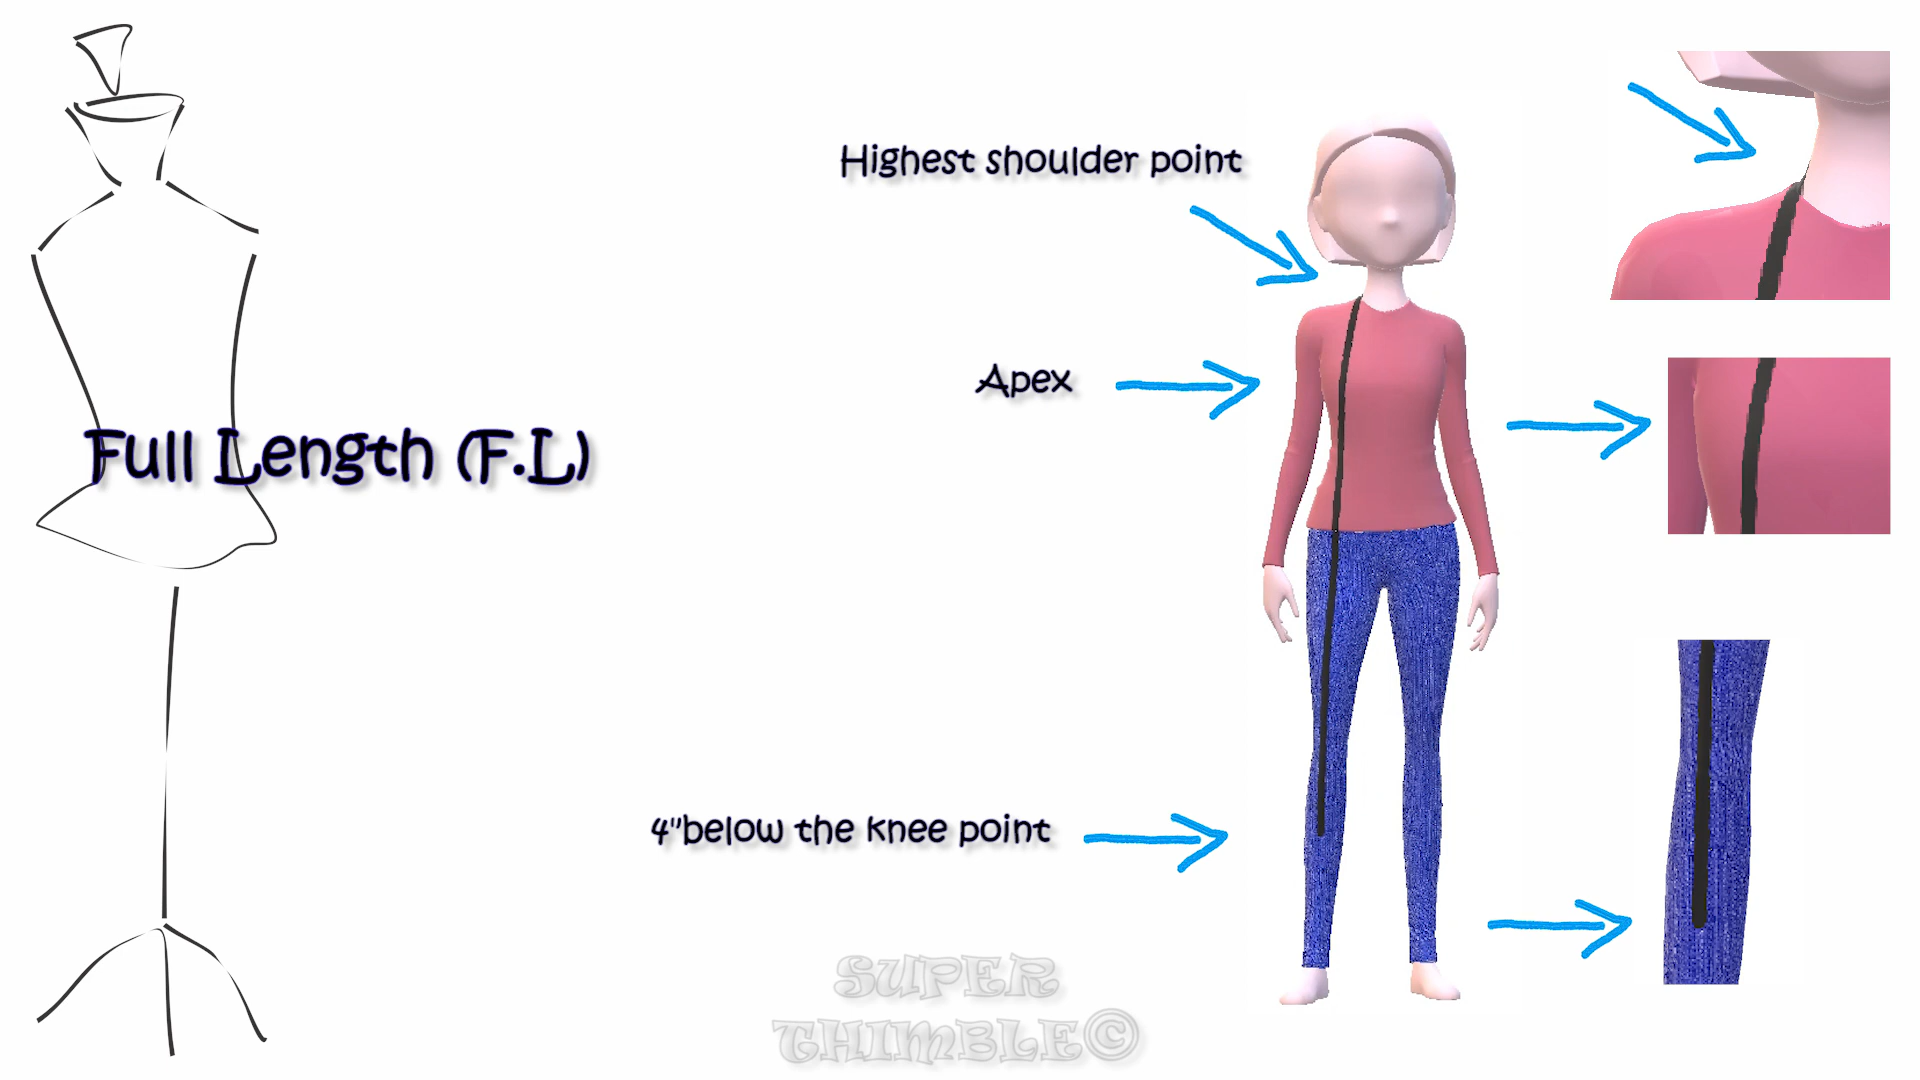 Highest shoulder point
Apex
Full Length (F.L)
4"below the knee point
SUPER
THIMBLE©